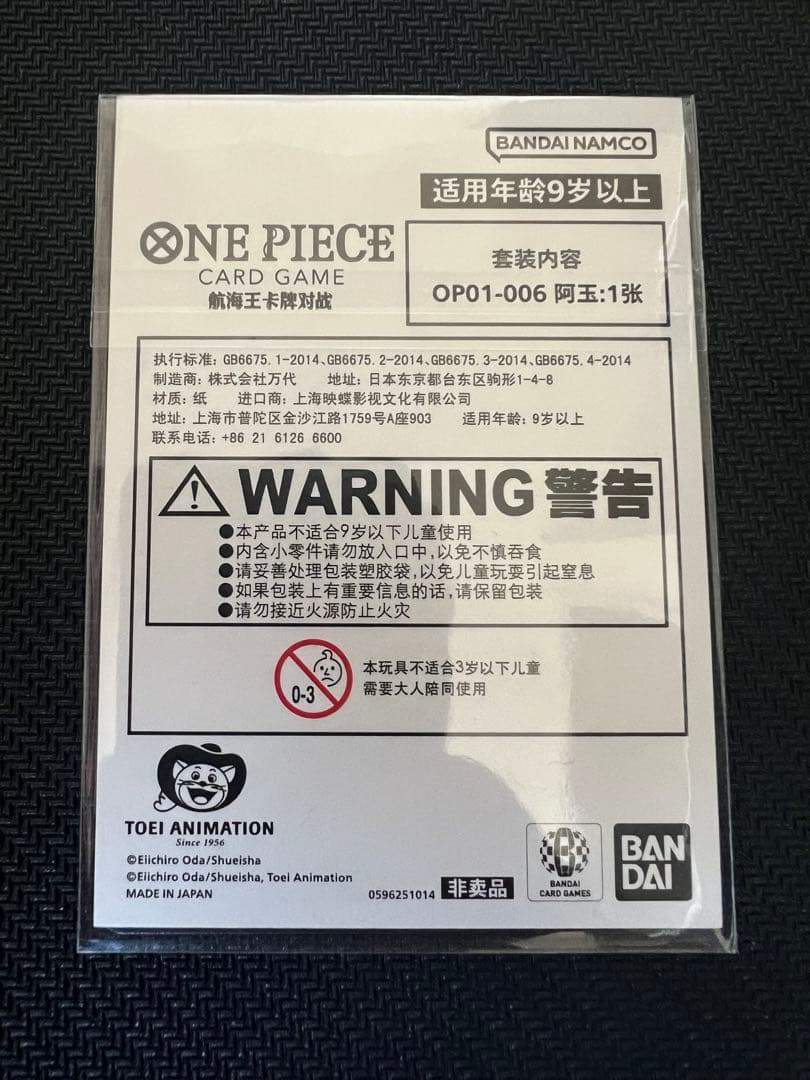 BANDAI NAMCO
适用年龄9岁以上
ONE PIECE
CARD GAME
航海王卡牌对战
套装内容
OP01-006 阿玉:1张
执行标准: GB6675.1-2014、GB6675.2-2014、GB6675.3-2014、GB6675.4-2014
制造商: 株式会社万代 地址: 日本东京都台东区驹形1-4-8
材质: 纸 进口商: 上海映蝶影视文化有限公司
地址: 上海市普陀区金沙江路1759号A座903 适用年龄: 9岁以上
联系电话: +86 21 6126 6600
WARNING 警告
●本产品不适合9岁以下儿童使用
●内含小零件请勿放入口中,以免不慎吞食
●请妥善处理包装塑胶袋,以免儿童玩耍引起窒息
●如果包装上有重要信息的话,请保留包装
●请勿接近火源防止火灾
0-3
本玩具不适合3岁以下儿童
需要大人陪同使用
TOEI ANIMATION
Since 1956
©Eiichiro Oda/Shueisha
©Eiichiro Oda/Shueisha, Toei Animation
MADE IN JAPAN
0596251014 非卖品
BANDAI
CARD GAMES
BAN
DAI